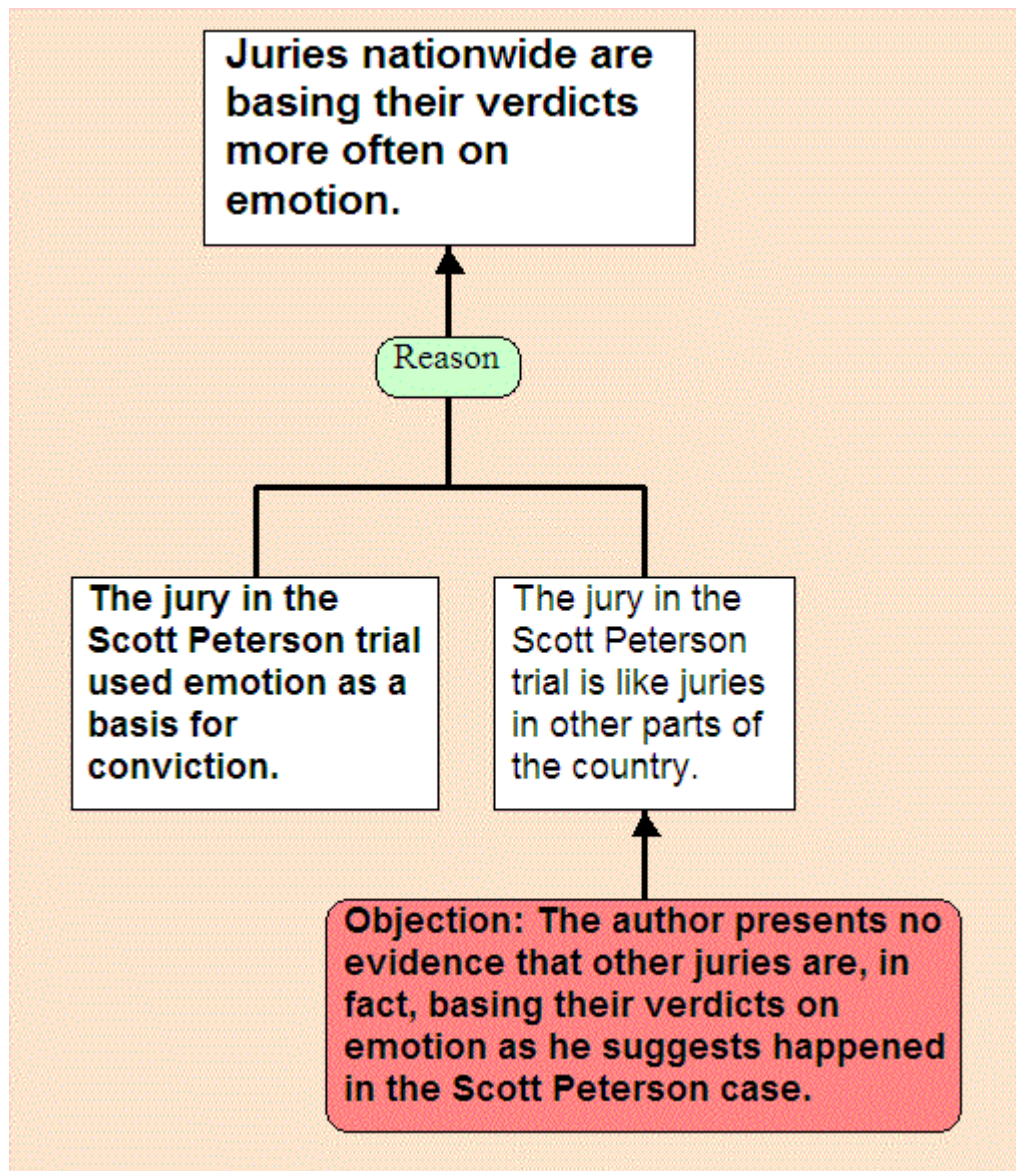 Juries nationwide are
basing their verdicts
more often on
emotion.
Reason
The jury in the
Scott Peterson trial
used emotion as a
basis for
conviction.
The jury in the
Scott Peterson
trial is like juries
in other parts of
the country.
Objection: The author presents no
evidence that other juries are, in
fact, basing their verdicts on
emotion as he suggests happened
in the Scott Peterson case.